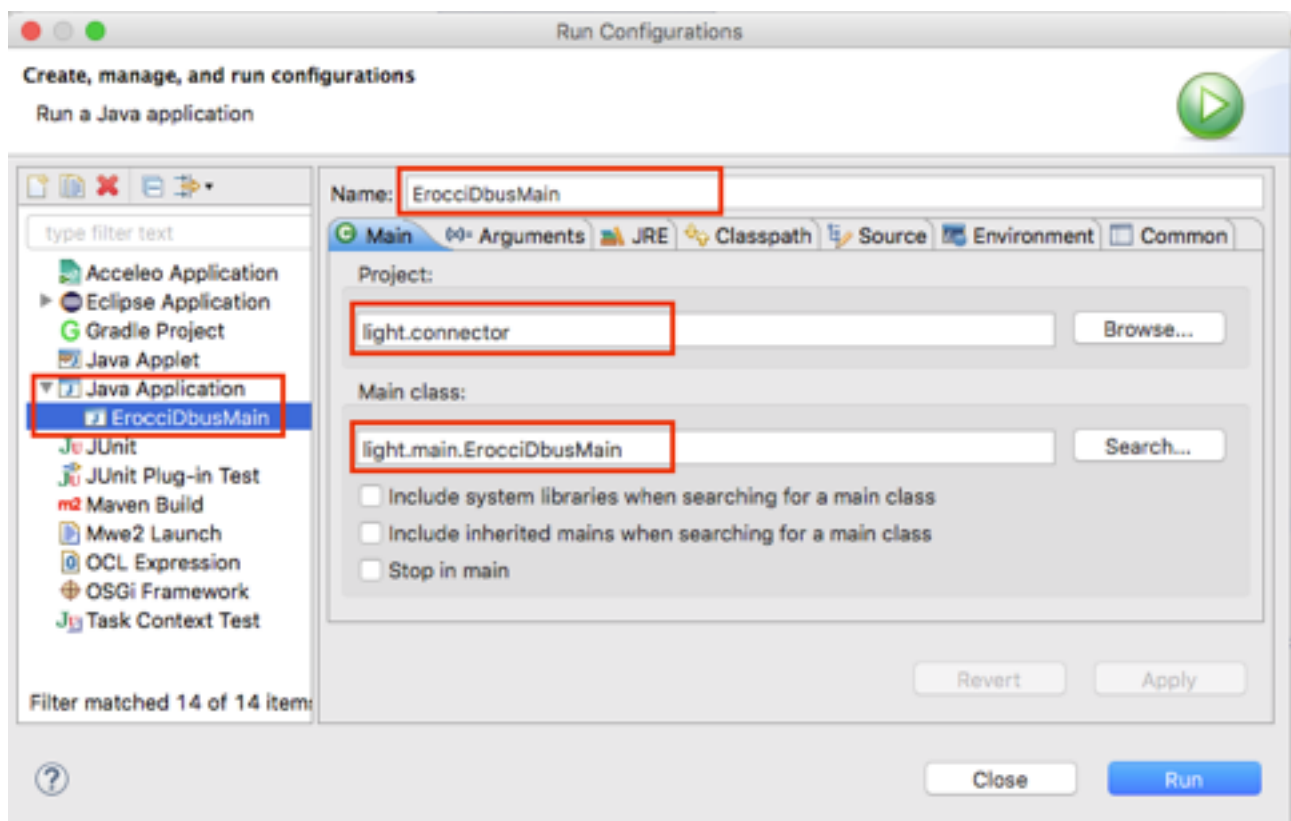 Run Configurations
Create, manage, and run configurations
Run a Java application
Name: ErocciDbusMain
type filter text
Main Arguments JRE Classpath Source Environment Common
Acceleo Application
Eclipse Application
Gradle Project
Java Applet
Java Application
ErocciDbusMain
JUnit
JUnit Plug-in Test
Maven Build
Mwe2 Launch
OCL Expression
OSGi Framework
Task Context Test
Filter matched 14 of 14 items
Project:
light.connector
Browse...
Main class:
light.main.ErocciDbusMain
Search...
Include system libraries when searching for a main class
Include inherited mains when searching for a main class
Stop in main
Revert Apply
Close Run